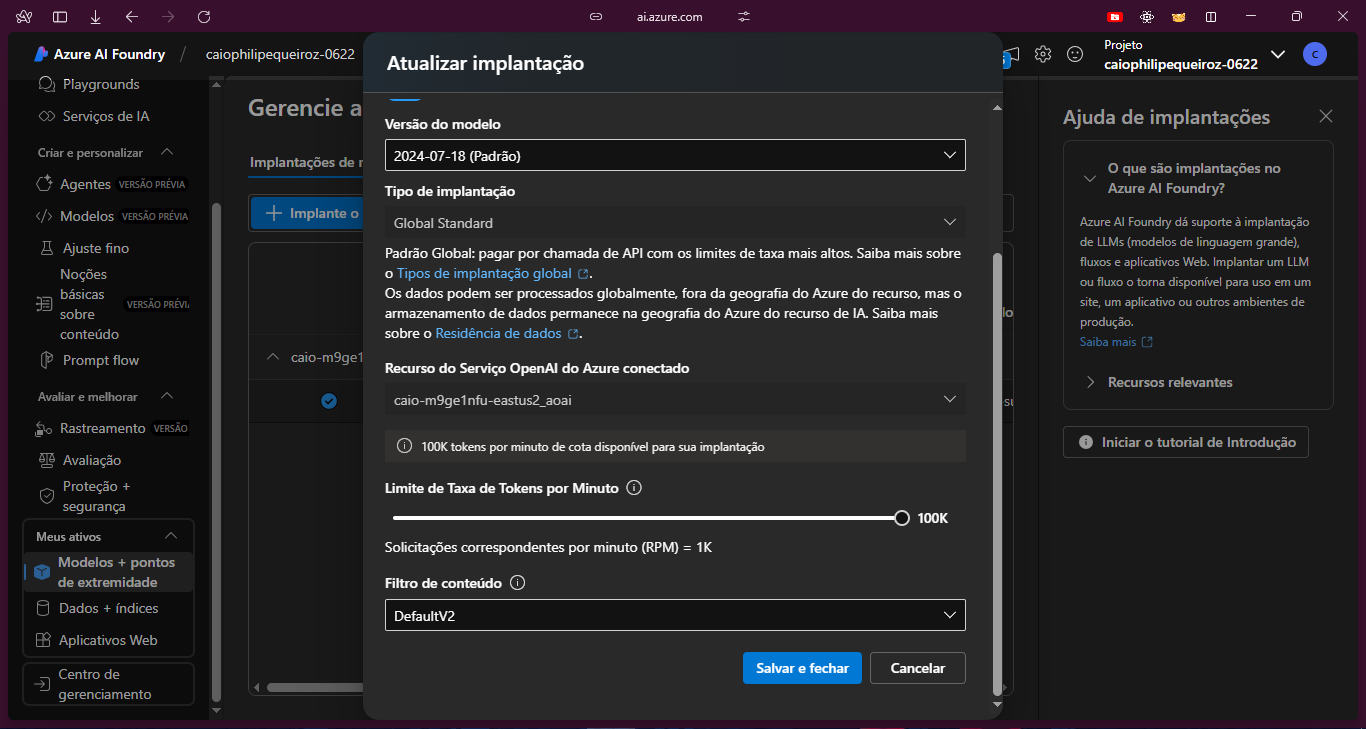 ai.azure.com
Azure AI Foundry / caiophilipequeiroz-0622
Projeto
caiophilipequeiroz-0622
C
Playgrounds
Serviços de IA
Criar e personalizar
Agentes VERSÃO PRÉVIA
Modelos VERSÃO PRÉVIA
Ajuste fino
Noções
básicas
sobre
conteúdo
VERSÃO PRÉVI
Prompt flow
Avaliar e melhorar
Rastreamento VERSÃO
Avaliação
Proteção +
segurança
Meus ativos
Modelos + pontos
de extremidade
Dados + índices
Aplicativos Web
Centro de
gerenciamento
Gerencie a
Implantações de
Implante o
caio-m9ge1
Atualizar implantação
Versão do modelo
2024-07-18 (Padrão)
Tipo de implantação
Global Standard
Padrão Global: pagar por chamada de API com os limites de taxa mais altos. Saiba mais sobre
o Tipos de implantação global.
Os dados podem ser processados globalmente, fora da geografia do Azure do recurso, mas o
armazenamento de dados permanece na geografia do Azure do recurso de IA. Saiba mais
sobre o Residência de dados.
Recurso do Serviço OpenAI do Azure conectado
caio-m9ge1nfu-eastus2_aoai
100K tokens por minuto de cota disponível para sua implantação
Limite de Taxa de Tokens por Minuto
100K
Solicitações correspondentes por minuto (RPM) = 1K
Filtro de conteúdo
DefaultV2
Salvar e fechar
Cancelar
Ajuda de implantações
O que são implantações no
Azure AI Foundry?
Azure AI Foundry dá suporte à implantação
de LLMs (modelos de linguagem grande),
fluxos e aplicativos Web. Implantar um LLM
ou fluxo o torna disponível para uso em um
site, um aplicativo ou outros ambientes de
produção.
Saiba mais
Recursos relevantes
Iniciar o tutorial de Introdução